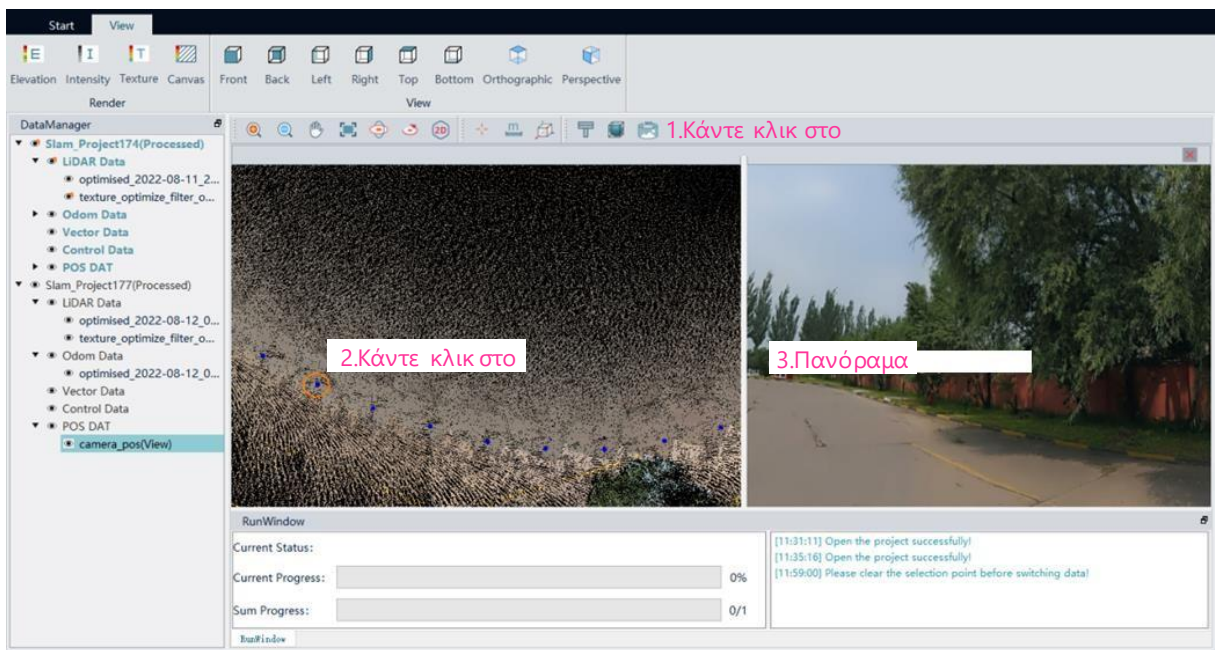 Start View
Elevation Intensity Texture Canvas Front Back Left Right Top Bottom Orthographic Perspective
Render View
DataManager
Slam_Project174(Processed)
LiDAR Data
optimised_2022-08-11_2...
texture_optimize_filter_o...
Odom Data
Vector Data
Control Data
POS DAT
Slam_Project177(Processed)
LiDAR Data
optimised_2022-08-12_0...
texture_optimize_filter_o...
Odom Data
optimised_2022-08-12_0...
Vector Data
Control Data
POS DAT
camera_pos(View)
2D m 1.Κάντε κλικ στο
2.Κάντε κλικ στο
3.Πανόραμα
RunWindow
Current Status:
Current Progress: 0%
Sum Progress: 0/1
RunWindow
[11:31:11] Open the project successfully!
[11:35:16] Open the project successfully!
[11:59:00] Please clear the selection point before switching data!